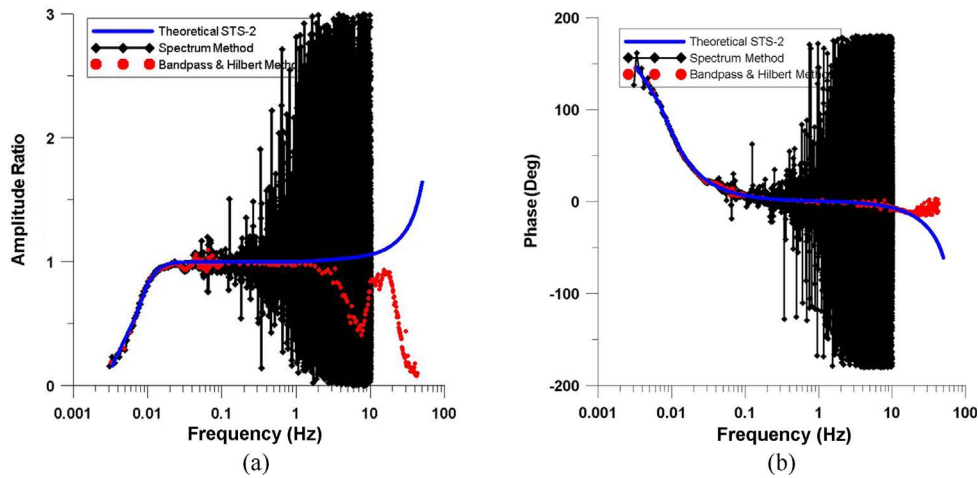 3
2
1
0
Amplitude Ratio
Theoretical STS-2
Spectrum Method
Bandpass & Hilbert Method
0.001 0.01 0.1 1 10 100
Frequency (Hz)
(a)
200
100
0
-100
-200
Phase (Deg)
Theoretical STS-2
Spectrum Method
Bandpass & Hilbert Method
0.001 0.01 0.1 1 10 100
Frequency (Hz)
(b)